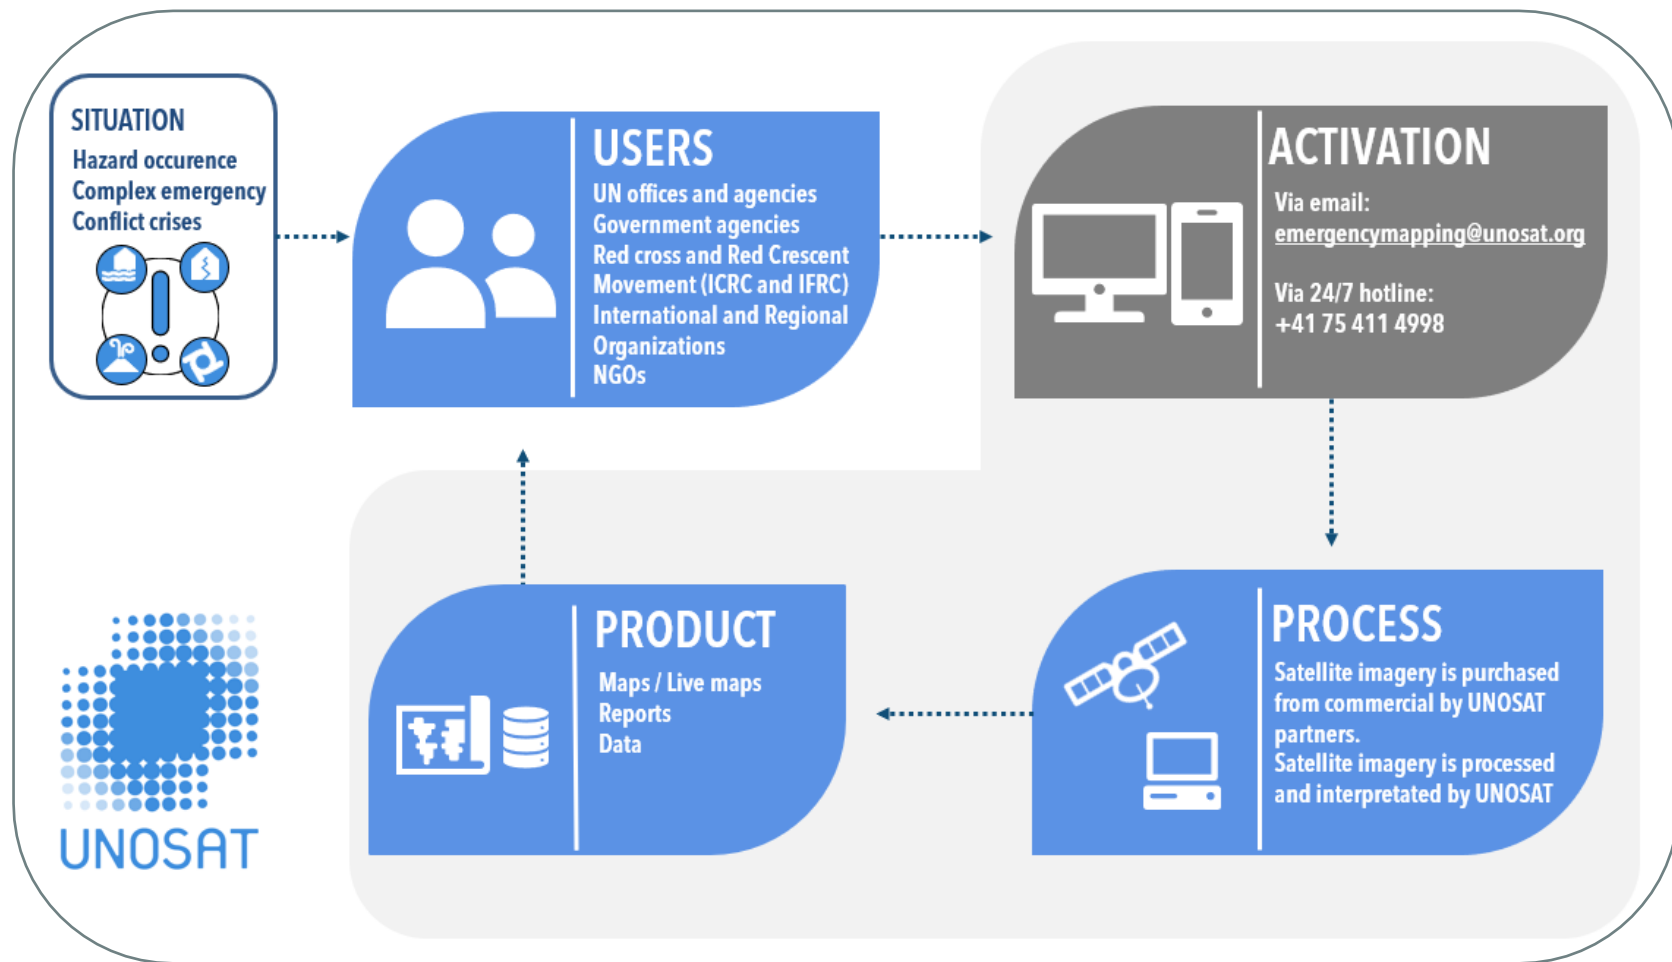 SITUATION
Hazard occurence
Complex emergency
Conflict crises
USERS
UN offices and agencies
Government agencies
Red cross and Red Crescent
Movement (ICRC and IFRC)
International and Regional
Organizations
NGOs
ACTIVATION
Via email:
emergencymapping@unosat.org
Via 24/7 hotline:
+41 75 411 4998
PRODUCT
Maps / Live maps
Reports
Data
PROCESS
Satellite imagery is purchased
from commercial by UNOSAT
partners.
Satellite imagery is processed
and interpretated by UNOSAT
UNOSAT